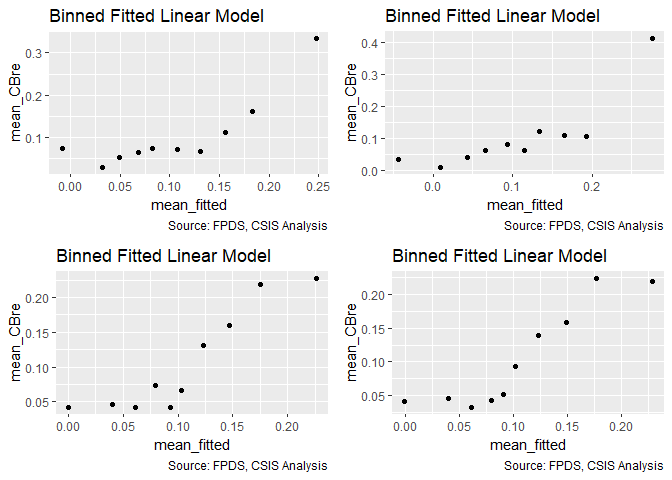 Binned Fitted Linear Model
mean_CBre
0.3
0.2
0.1
0.00 0.05 0.10 0.15 0.20 0.25
mean_fitted
Source: FPDS, CSIS Analysis
Binned Fitted Linear Model
mean_CBre
0.4
0.3
0.2
0.1
0.0
0.0 0.1 0.2
mean_fitted
Source: FPDS, CSIS Analysis
Binned Fitted Linear Model
mean_CBre
0.20
0.15
0.10
0.05
0.00 0.05 0.10 0.15 0.20
mean_fitted
Source: FPDS, CSIS Analysis
Binned Fitted Linear Model
mean_CBre
0.20
0.15
0.10
0.05
0.00 0.05 0.10 0.15 0.20
mean_fitted
Source: FPDS, CSIS Analysis